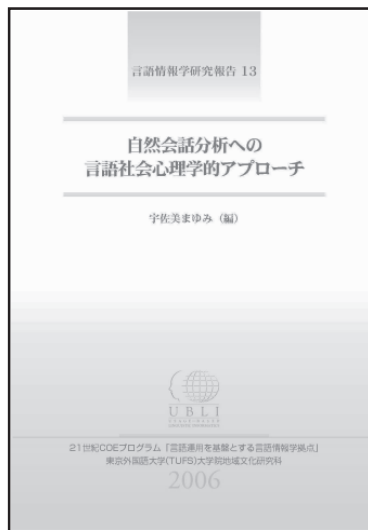 言語情報学研究報告 13
自然会話分析への
言語社会心理学的アプローチ
宇佐美まゆみ (編)
UBLI
21世紀COEプログラム「言語運用を基盤とする言語情報学拠点」
東京外国語大学(TUFS)大学院地域文化研究科
2006